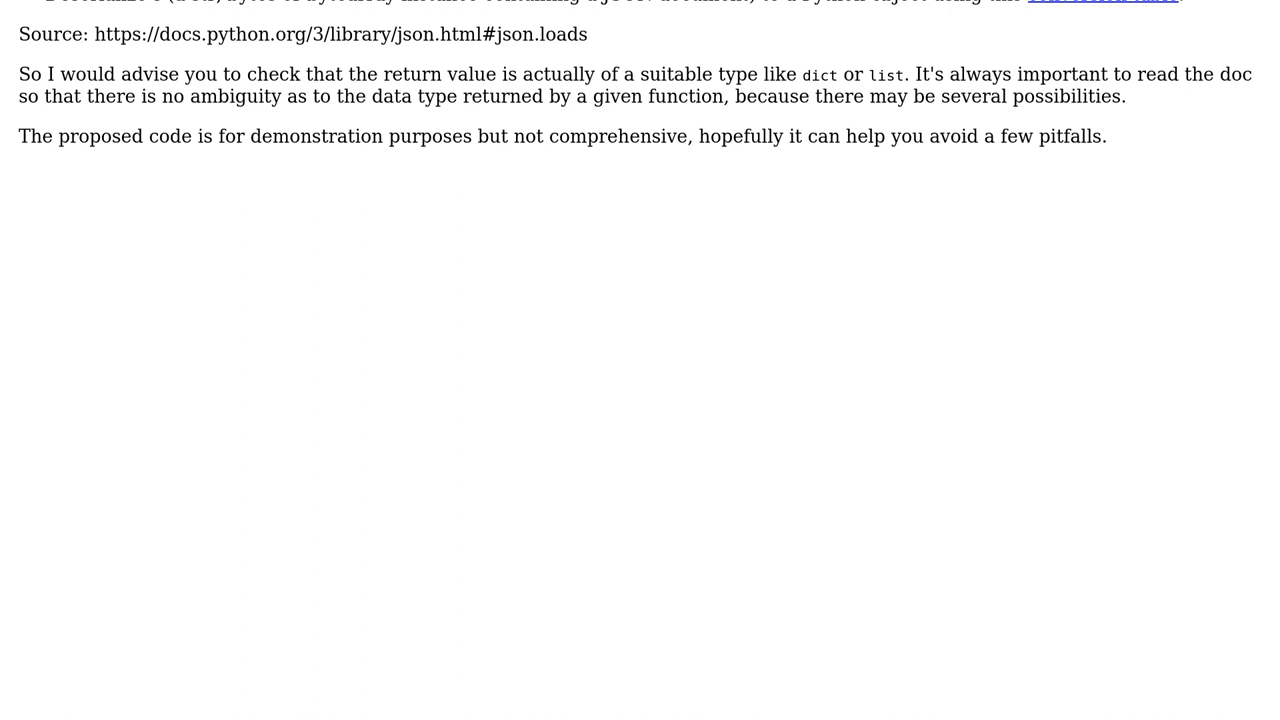 Source: https://docs.python.org/3/library/json.html#json.loads
So I would advise you to check that the return value is actually of a suitable type like dict or list. It's always important to read the doc
so that there is no ambiguity as to the data type returned by a given function, because there may be several possibilities.
The proposed code is for demonstration purposes but not comprehensive, hopefully it can help you avoid a few pitfalls.